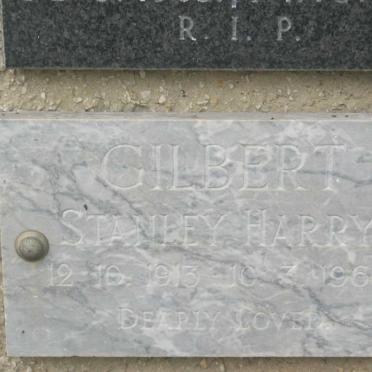 R. I. P.
GILBERT
STANLEY HARRY
12 10 1913 - 10 3 196
DEARLY LOVED